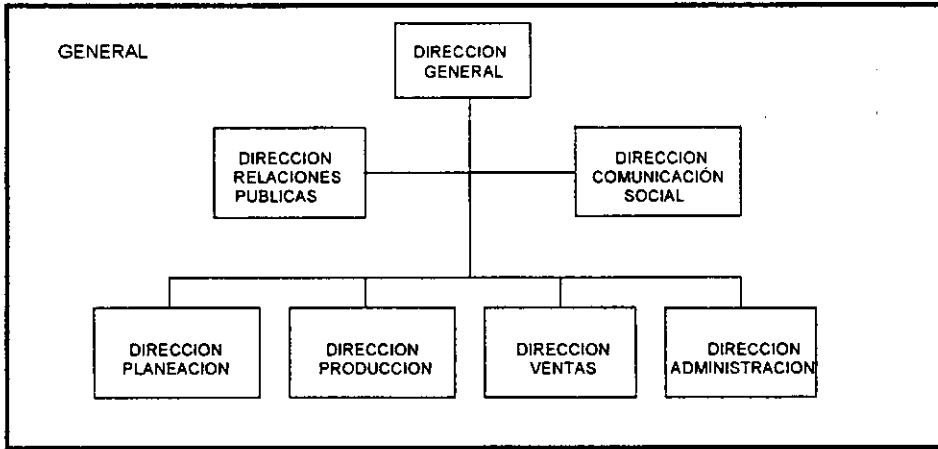 GENERAL
DIRECCION
GENERAL
DIRECCION
RELACIONES
PUBLICAS
DIRECCION
COMUNICACIÓN
SOCIAL
DIRECCION
PLANEACION
DIRECCION
PRODUCCION
DIRECCION
VENTAS
DIRECCION
ADMINISTRACION